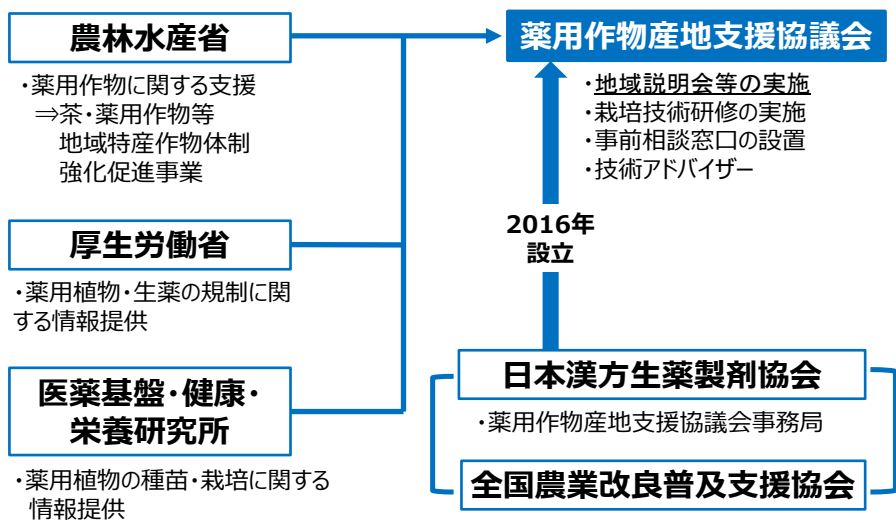 農林水産省
・薬用作物に関する支援
⇒茶・薬用作物等
地域特産作物体制
強化促進事業
厚生労働省
・薬用植物・生薬の規制に関
する情報提供
医薬基盤・健康・
栄養研究所
・薬用植物の種苗・栽培に関する
情報提供
薬用作物産地支援協議会
・地域説明会等の実施
・栽培技術研修の実施
・事前相談窓口の設置
・技術アドバイザー
2016年
設立
日本漢方生薬製剤協会
・薬用作物産地支援協議会事務局
全国農業改良普及支援協会